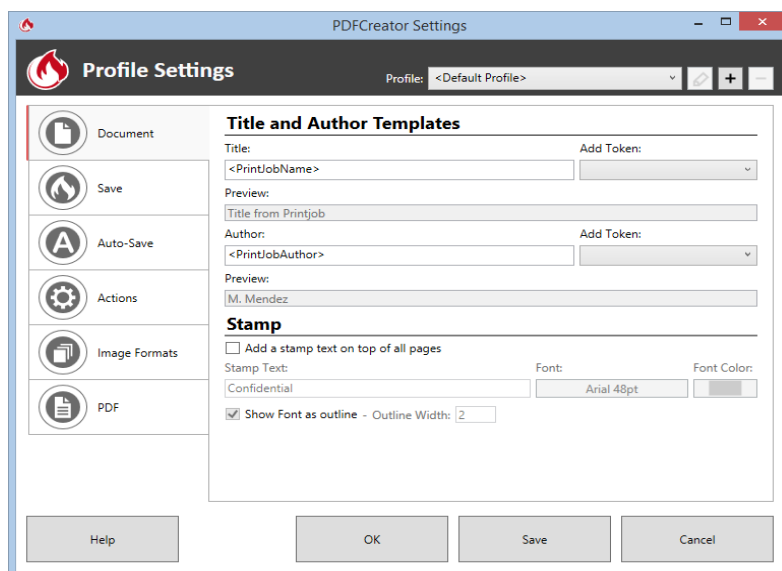 PDFCreator Settings
Profile Settings
Profile: <Default Profile>
Document
Save
Auto-Save
Actions
Image Formats
PDF
Title and Author Templates
Title: Add Token:
<PrintJobName>
Preview:
Title from Printjob
Author: Add Token:
<PrintJobAuthor>
Preview:
M. Mendez
Stamp
Add a stamp text on top of all pages
Stamp Text: Font: Font Color:
Confidential Arial 48pt
Show Font as outline - Outline Width: 2
Help OK Save Cancel